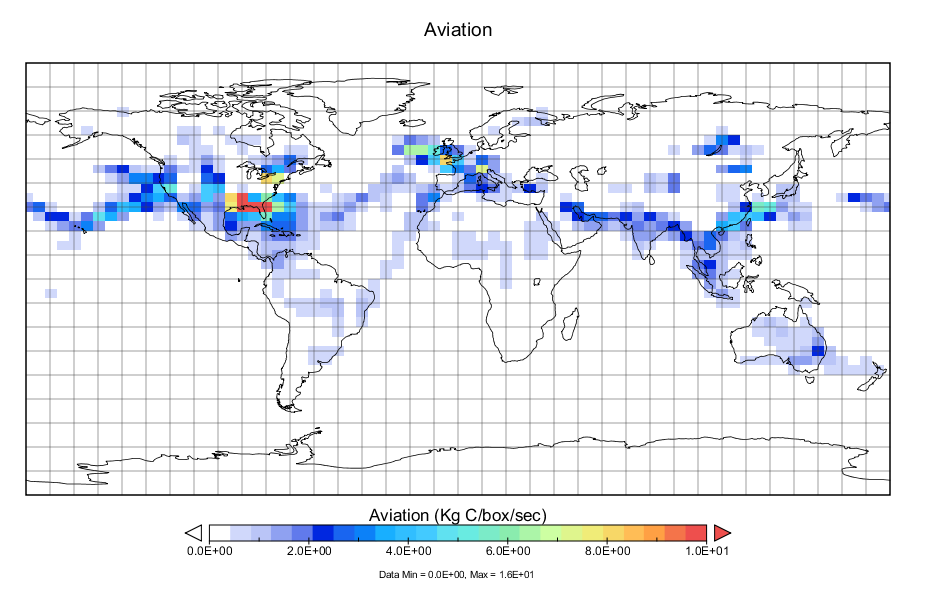 Aviation
Aviation (Kg C/box/sec)
0.0E+00 2.0E+00 4.0E+00 6.0E+00 8.0E+00 1.0E+01
Data Min = 0.0E+00, Max = 1.6E+01